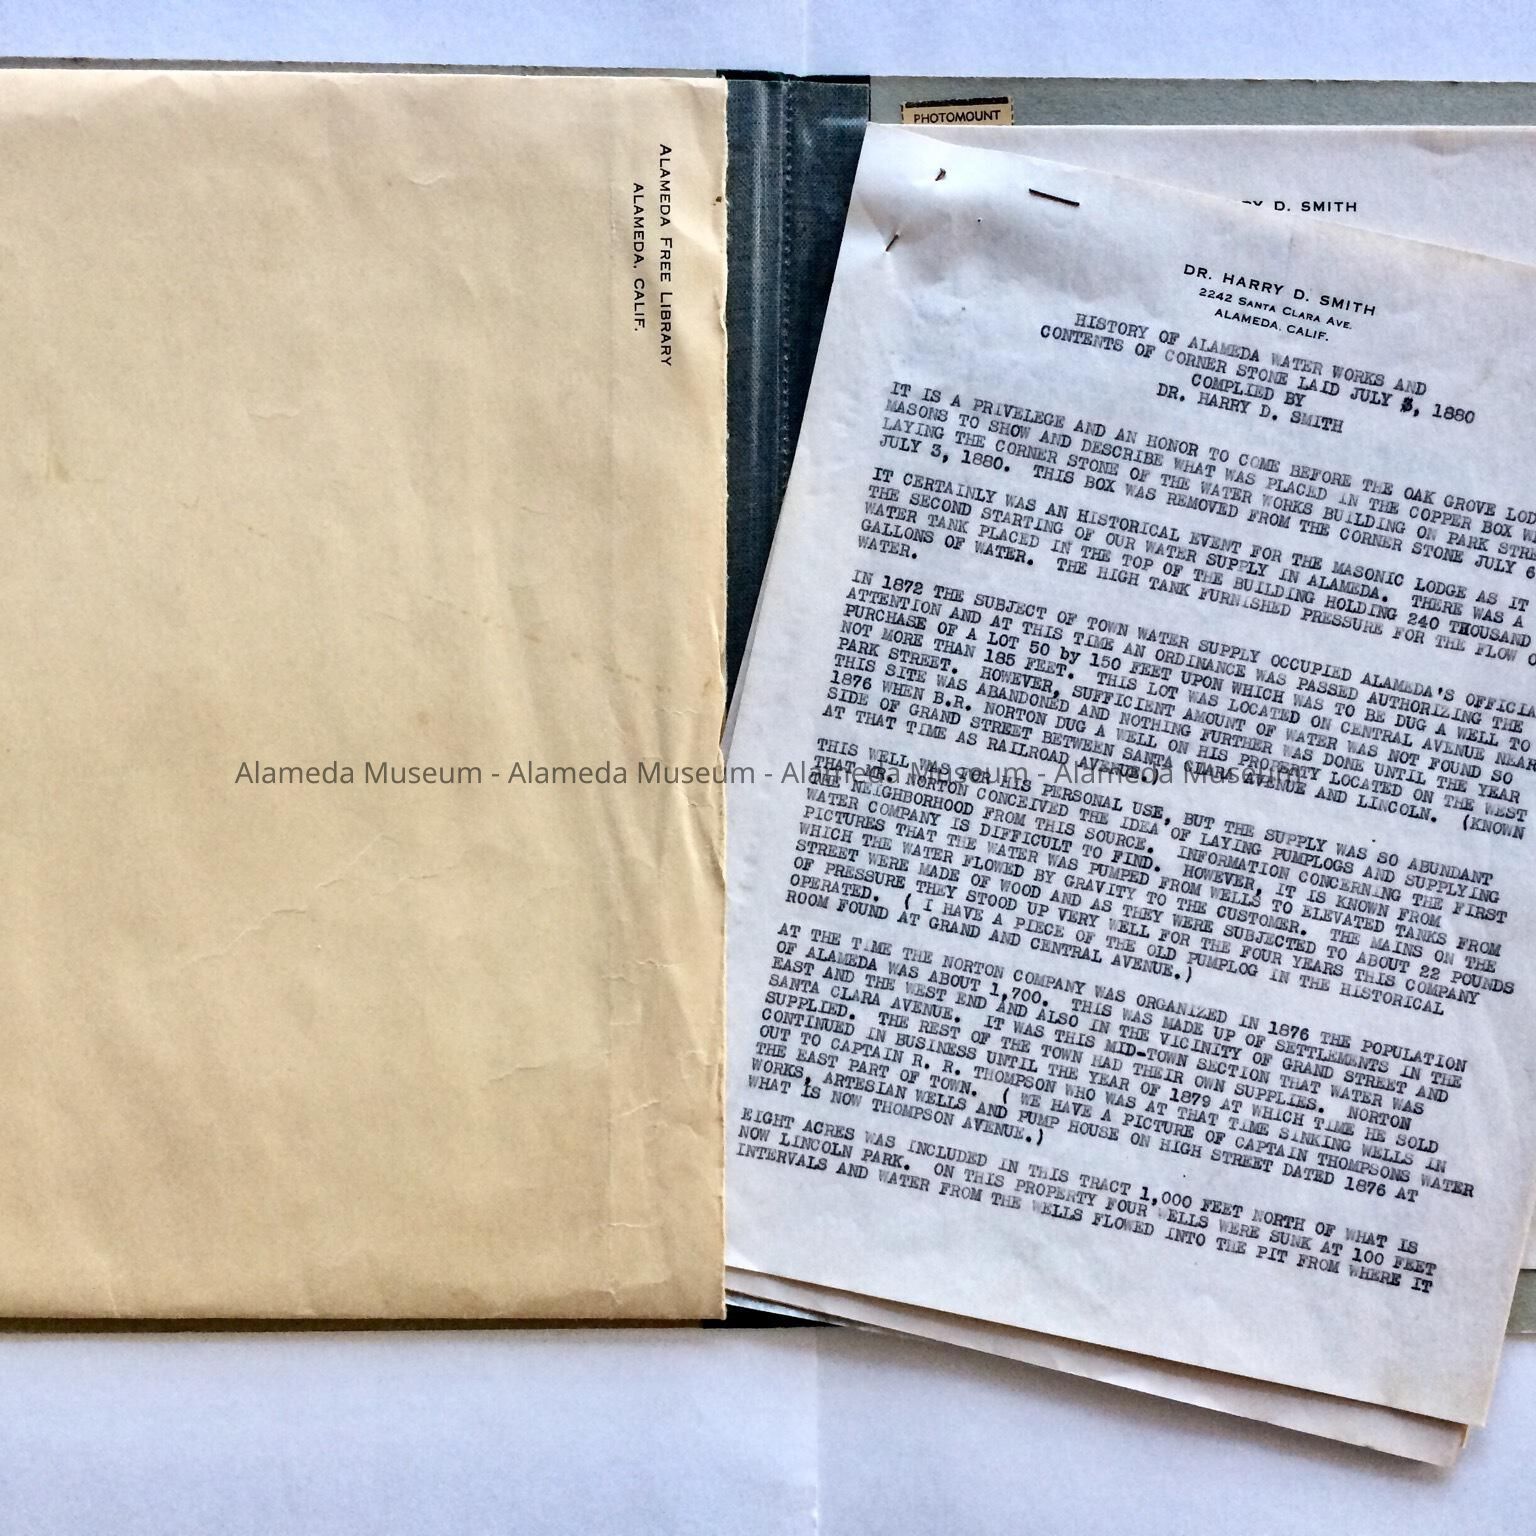 ALAMEDA FREE LIBRARY
ALAMEDA, CALIF.
PHOTOMOUNT
D. SMITH
DR. HARRY D. SMITH
2242 SANTA CLARA AVE.
ALAMEDA, CALIF.
HISTORY OF ALAMEDA WATER WORKS AND
CONTENTS OF CORNER STONE LAID JULY 3, 1880
COMPLIED BY
DR. HARRY D. SMITH
IT IS A PRIVELEGE AND AN HONOR TO COME BEFORE THE OAK GROVE LOD
MASONS TO SHOW AND DESCRIBE WHAT WAS PLACED IN THE COPPER BOX W
LAYING THE CORNER STONE OF THE WATER WORKS BUILDING ON PARK STRE
JULY 3, 1880. THIS BOX WAS REMOVED FROM THE CORNER STONE JULY 6
IT CERTAINLY WAS AN HISTORICAL EVENT FOR THE MASONIC LODGE AS IT
THE SECOND STARTING OF OUR WATER SUPPLY IN ALAMEDA. THERE WAS A
WATER TANK PLACED IN THE TOP OF THE BUILDING HOLDING 240 THOUSAND
GALLONS OF WATER. THE HIGH TANK FURNISHED PRESSURE FOR THE FLOW O
WATER.
IN 1872 THE SUBJECT OF TOWN WATER SUPPLY OCCUPIED ALAMEDA'S OFFICIA
ATTENTION AND AT THIS TIME AN ORDINANCE WAS PASSED AUTHORIZING THE
PURCHASE OF A LOT 50 by 150 FEET UPON WHICH WAS TO BE DUG A WELL TO
NOT MORE THAN 185 FEET. THIS LOT WAS LOCATED ON CENTRAL AVENUE NEAR
PARK STREET. HOWEVER, SUFFICIENT AMOUNT OF WATER WAS NOT FOUND SO
THIS SITE WAS ABANDONED AND NOTHING FURTHER WAS DONE UNTIL THE YEAR
1876 WHEN B.R. NORTON DUG A WELL ON HIS PROPERTY LOCATED ON THE WEST
SIDE OF GRAND STREET BETWEEN SANTA CLARA AVENUE AND LINCOLN. (KNOWN
AT THAT TIME AS RAILROAD AVENUE.)
THIS WELL WAS FOR HIS PERSONAL USE, BUT THE SUPPLY WAS SO ABUNDANT
THAT MR. NORTON CONCEIVED THE IDEA OF LAYING PUMPLOGS AND SUPPLYING
THE NEIGHBORHOOD FROM THIS SOURCE. INFORMATION CONCERNING THE FIRST
WATER COMPANY IS DIFFICULT TO FIND. HOWEVER, IT IS KNOWN FROM
PICTURES THAT THE WATER WAS PUMPED FROM WELLS TO ELEVATED TANKS FROM
WHICH THE WATER FLOWED BY GRAVITY TO THE CUSTOMER. THE MAINS ON THE
STREET WERE MADE OF WOOD AND AS THEY WERE SUBJECTED TO ABOUT 22 POUNDS
OF PRESSURE THEY STOOD UP VERY WELL FOR THE FOUR YEARS THIS COMPANY
OPERATED. ( I HAVE A PIECE OF THE OLD PUMPLOG IN THE HISTORICAL
ROOM FOUND AT GRAND AND CENTRAL AVENUE.)
AT THE TIME THE NORTON COMPANY WAS ORGANIZED IN 1876 THE POPULATION
OF ALAMEDA WAS ABOUT 1,700. THIS WAS MADE UP OF SETTLEMENTS IN THE
EAST AND THE WEST END AND ALSO IN THE VICINITY OF GRAND STREET AND
SANTA CLARA AVENUE. IT WAS THIS MID-TOWN SECTION THAT WATER WAS
SUPPLIED. THE REST OF THE TOWN HAD THEIR OWN SUPPLIES. NORTON
CONTINUED IN BUSINESS UNTIL THE YEAR OF 1879 AT WHICH TIME HE SOLD
OUT TO CAPTAIN R. R. THOMPSON WHO WAS AT THAT TIME SINKING WELLS IN
THE EAST PART OF TOWN. ( WE HAVE A PICTURE OF CAPTAIN THOMPSONS WATER
WORKS, ARTESIAN WELLS AND PUMP HOUSE ON HIGH STREET DATED 1876 AT
WHAT IS NOW THOMPSON AVENUE.)
EIGHT ACRES WAS INCLUDED IN THIS TRACT 1,000 FEET NORTH OF WHAT IS
NOW LINCOLN PARK. ON THIS PROPERTY FOUR WELLS WERE SUNK AT 100 FEET
INTERVALS AND WATER FROM THE WELLS FLOWED INTO THE PIT FROM WHERE IT
Alameda Museum - Alameda Museum - Alameda Museum - Alameda Museum